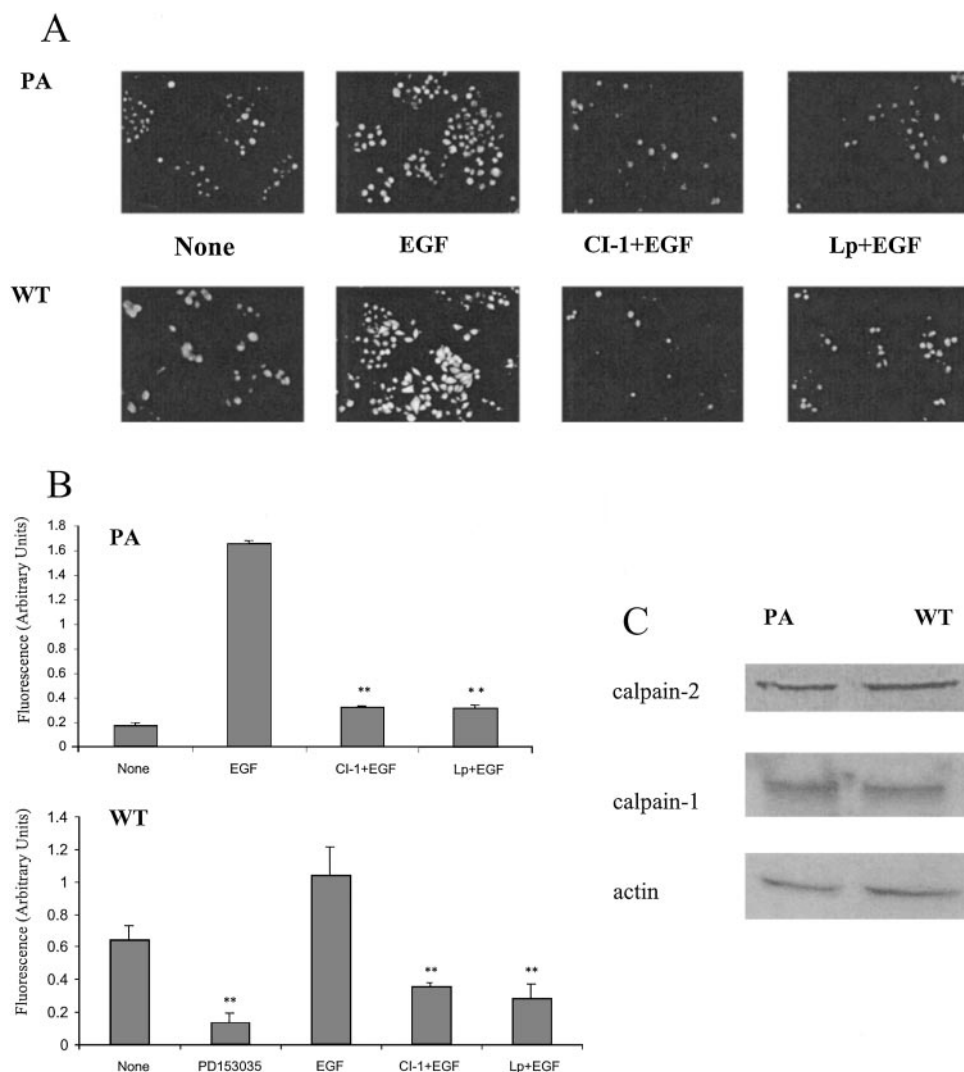 A
PA
None EGF CI-1+EGF Lp+EGF
WT
B
PA
Fluorescence (Arbitrary Units)
1.8
1.6
1.4
1.2
1
0.8
0.6
0.4
0.2
0
** **
None EGF CI-1+EGF Lp+EGF
WT
Fluorescence (Arbitrary Units)
1.4
1.2
1
0.8
0.6
0.4
0.2
0
** ** **
None PD153035 EGF CI-1+EGF Lp+EGF
C
PA WT
calpain-2
calpain-1
actin